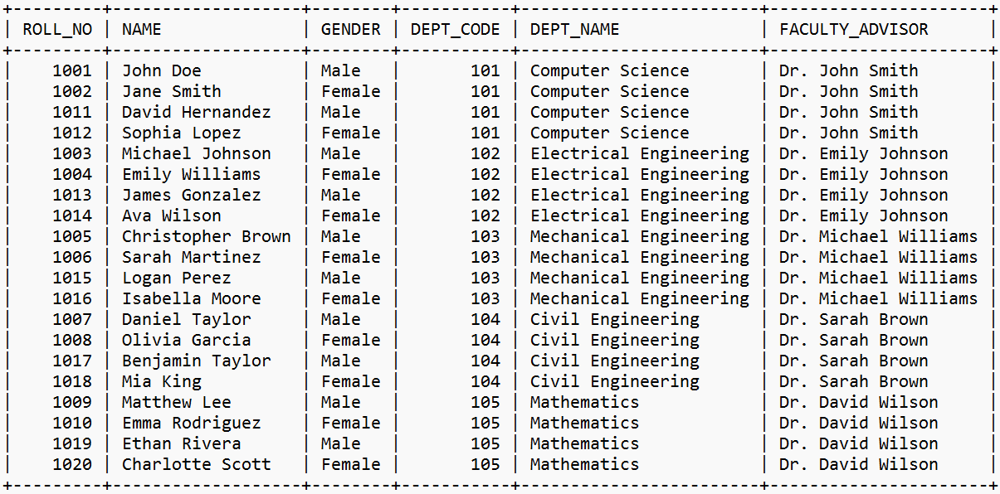 +---------+-------------------+--------+-----------+------------------------+----------------------+
| ROLL_NO | NAME              | GENDER | DEPT_CODE | DEPT_NAME              | FACULTY_ADVISOR      |
+---------+-------------------+--------+-----------+------------------------+----------------------+
|    1001 | John Doe          | Male   |       101 | Computer Science       | Dr. John Smith       |
|    1002 | Jane Smith        | Female |       101 | Computer Science       | Dr. John Smith       |
|    1011 | David Hernandez   | Male   |       101 | Computer Science       | Dr. John Smith       |
|    1012 | Sophia Lopez      | Female |       101 | Computer Science       | Dr. John Smith       |
|    1003 | Michael Johnson   | Male   |       102 | Electrical Engineering | Dr. Emily Johnson    |
|    1004 | Emily Williams    | Female |       102 | Electrical Engineering | Dr. Emily Johnson    |
|    1013 | James Gonzalez    | Male   |       102 | Electrical Engineering | Dr. Emily Johnson    |
|    1014 | Ava Wilson        | Female |       102 | Electrical Engineering | Dr. Emily Johnson    |
|    1005 | Christopher Brown | Male   |       103 | Mechanical Engineering | Dr. Michael Williams |
|    1006 | Sarah Martinez    | Female |       103 | Mechanical Engineering | Dr. Michael Williams |
|    1015 | Logan Perez       | Male   |       103 | Mechanical Engineering | Dr. Michael Williams |
|    1016 | Isabella Moore    | Female |       103 | Mechanical Engineering | Dr. Michael Williams |
|    1007 | Daniel Taylor     | Male   |       104 | Civil Engineering      | Dr. Sarah Brown      |
|    1008 | Olivia Garcia     | Female |       104 | Civil Engineering      | Dr. Sarah Brown      |
|    1017 | Benjamin Taylor   | Male   |       104 | Civil Engineering      | Dr. Sarah Brown      |
|    1018 | Mia King          | Female |       104 | Civil Engineering      | Dr. Sarah Brown      |
|    1009 | Matthew Lee       | Male   |       105 | Mathematics            | Dr. David Wilson     |
|    1010 | Emma Rodriguez    | Female |       105 | Mathematics            | Dr. David Wilson     |
|    1019 | Ethan Rivera      | Male   |       105 | Mathematics            | Dr. David Wilson     |
|    1020 | Charlotte Scott   | Female |       105 | Mathematics            | Dr. David Wilson     |
+---------+-------------------+--------+-----------+------------------------+----------------------+